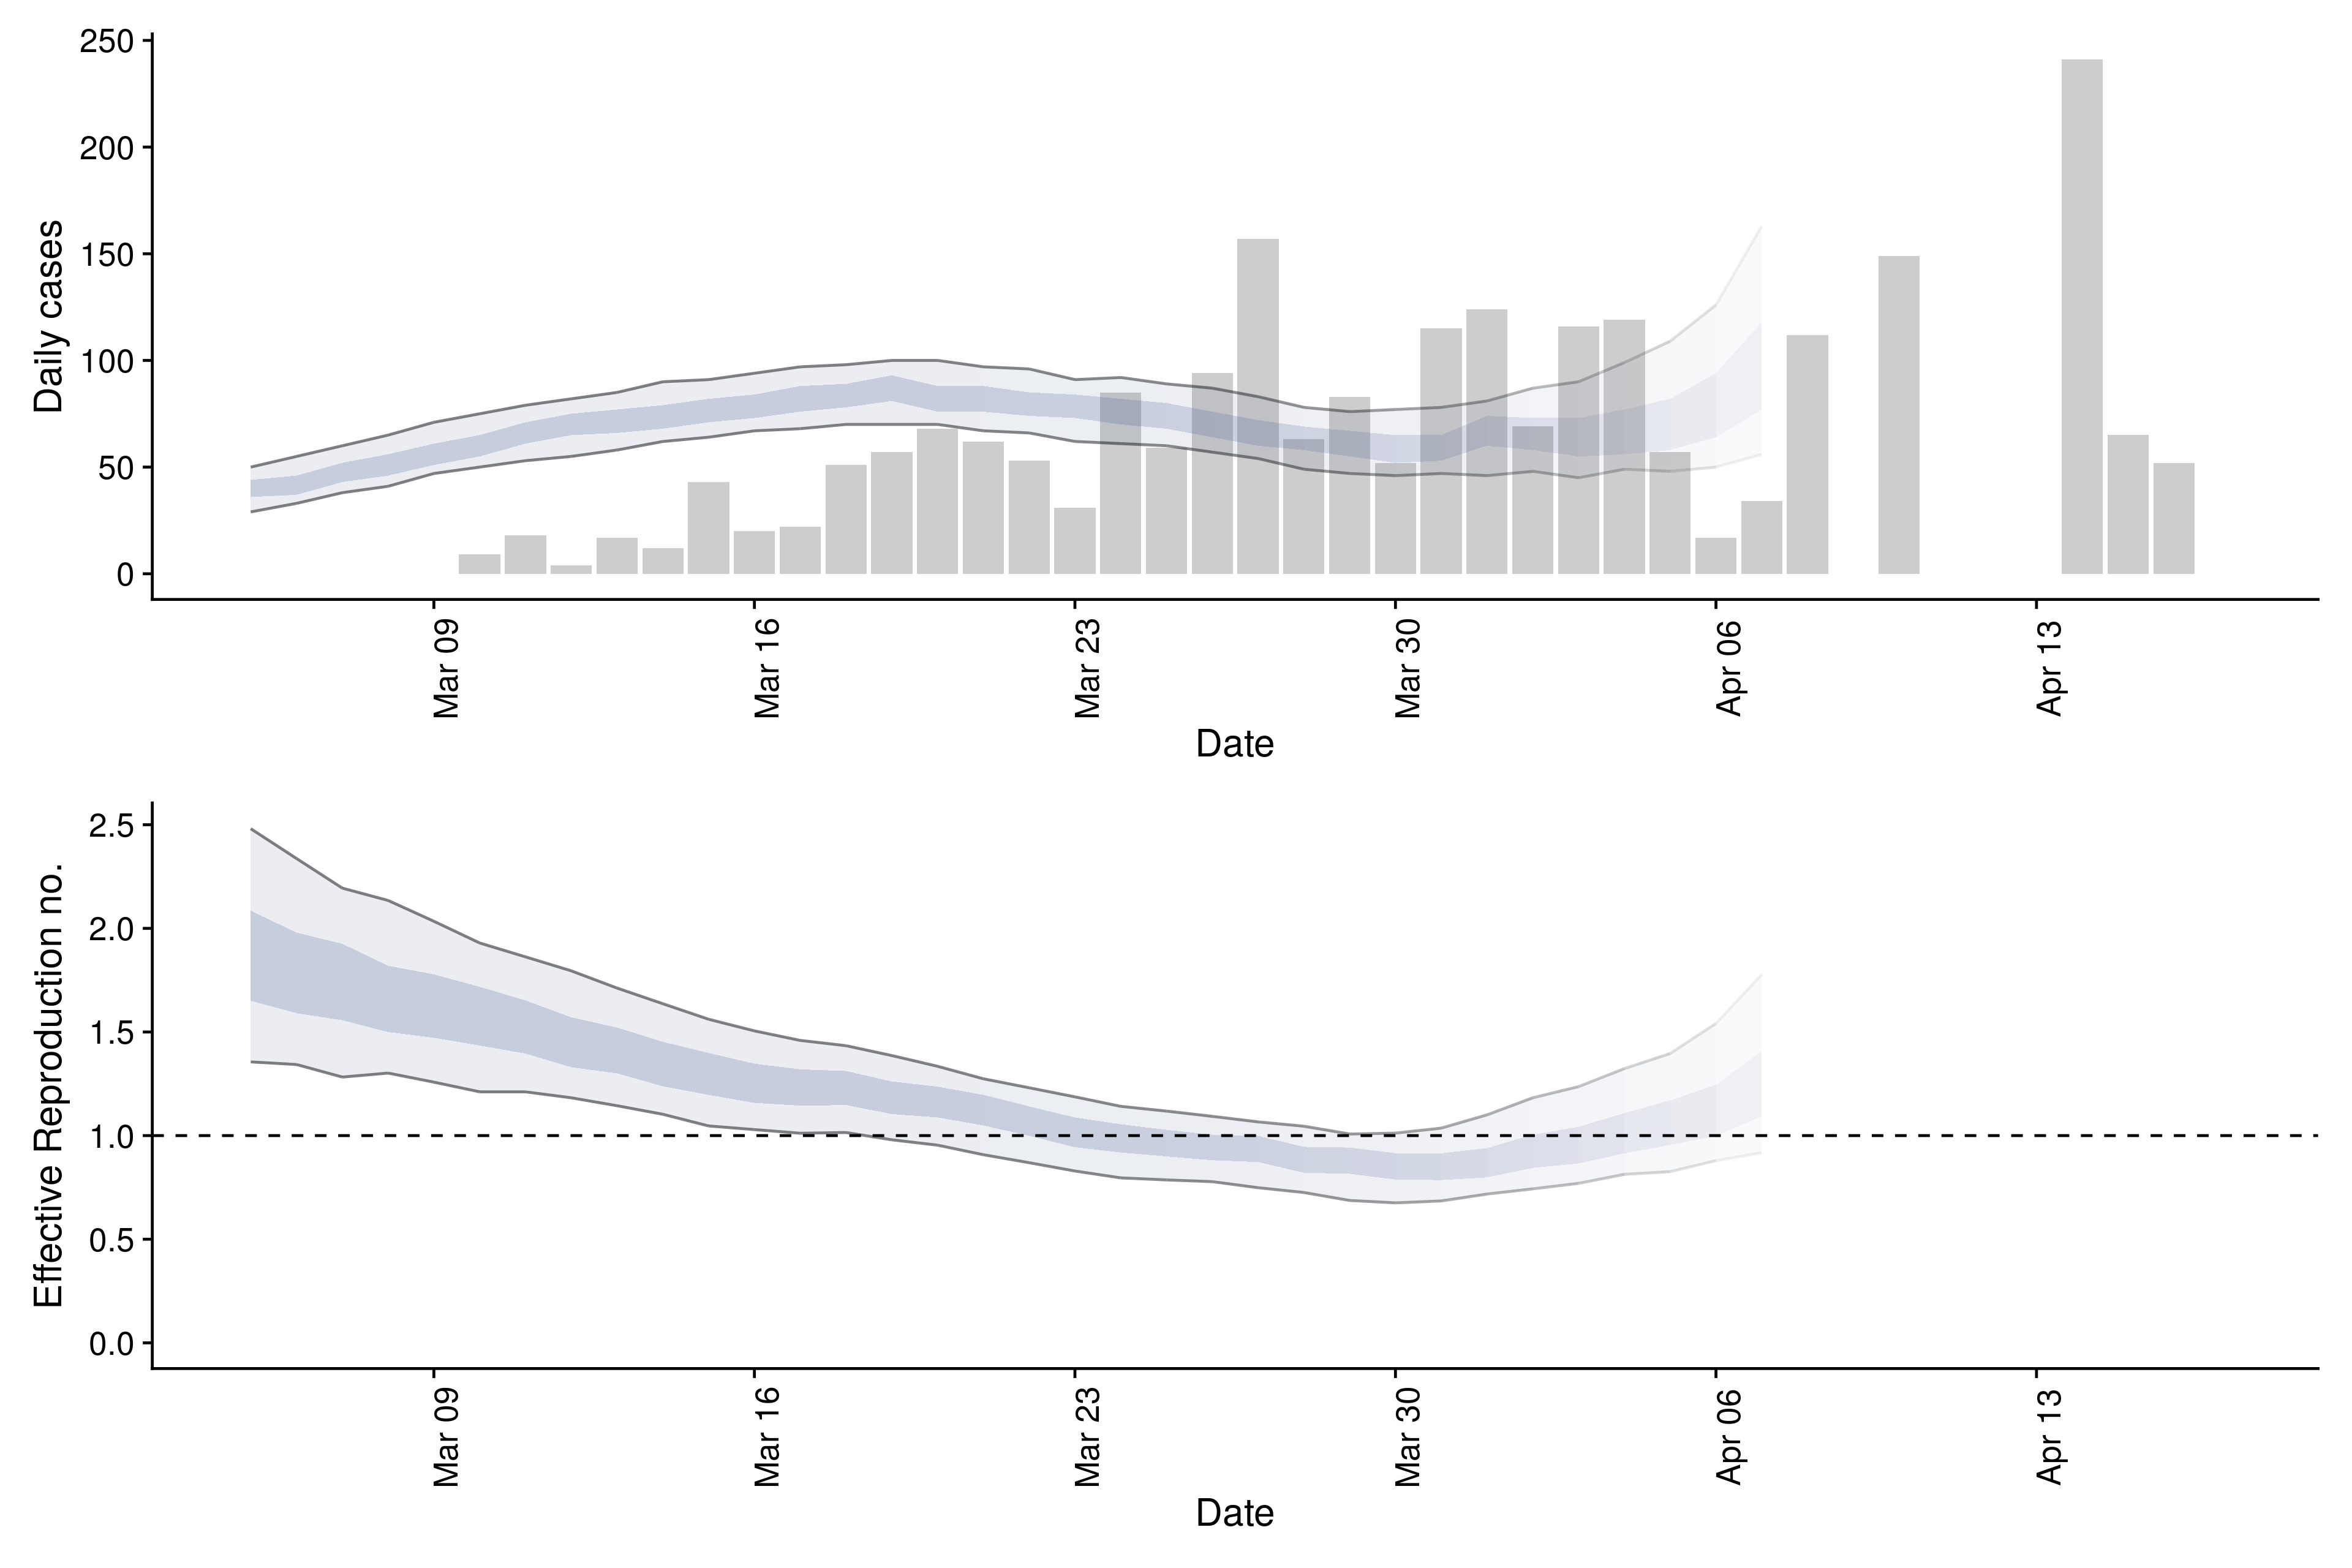 250
200
150
100
50
0
Daily cases
Mar 09
Mar 16
Mar 23
Mar 30
Apr 06
Apr 13
Date
2.5
2.0
1.5
1.0
0.5
0.0
Effective Reproduction no.
Mar 09
Mar 16
Mar 23
Mar 30
Apr 06
Apr 13
Date